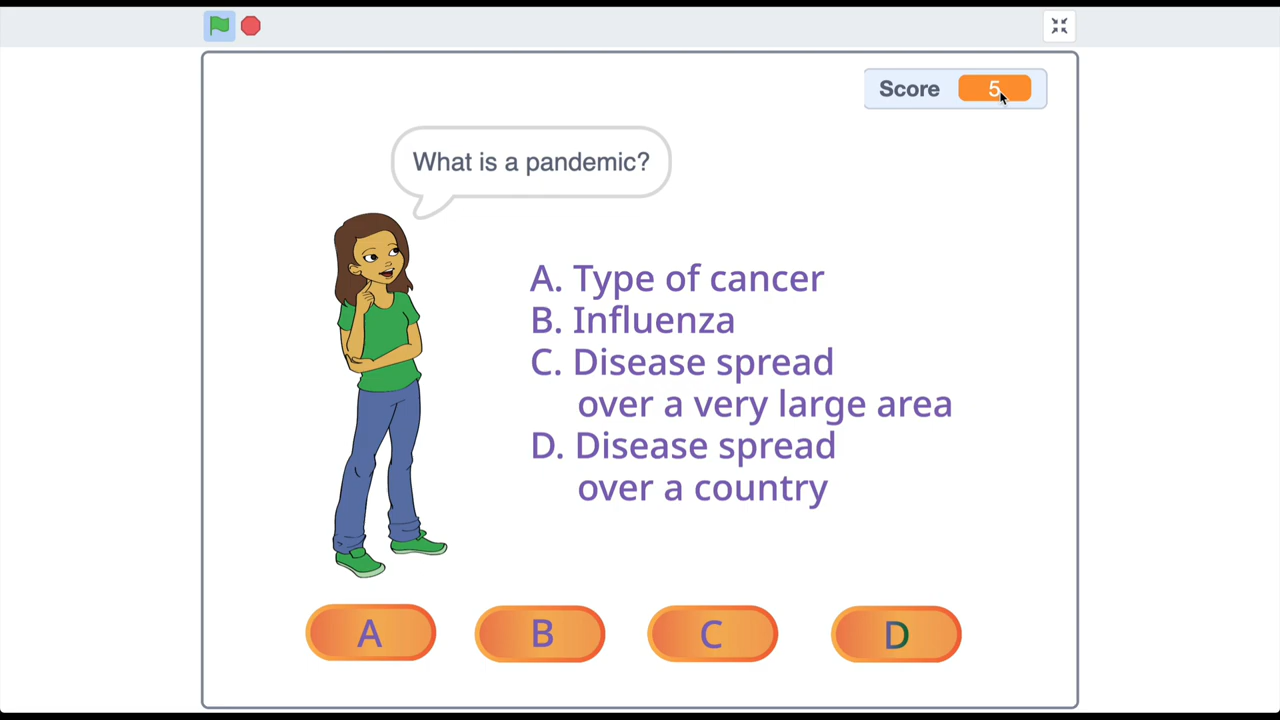 Score 5
What is a pandemic?
A. Type of cancer
B. Influenza
C. Disease spread
over a very large area
D. Disease spread
over a country
A B C D